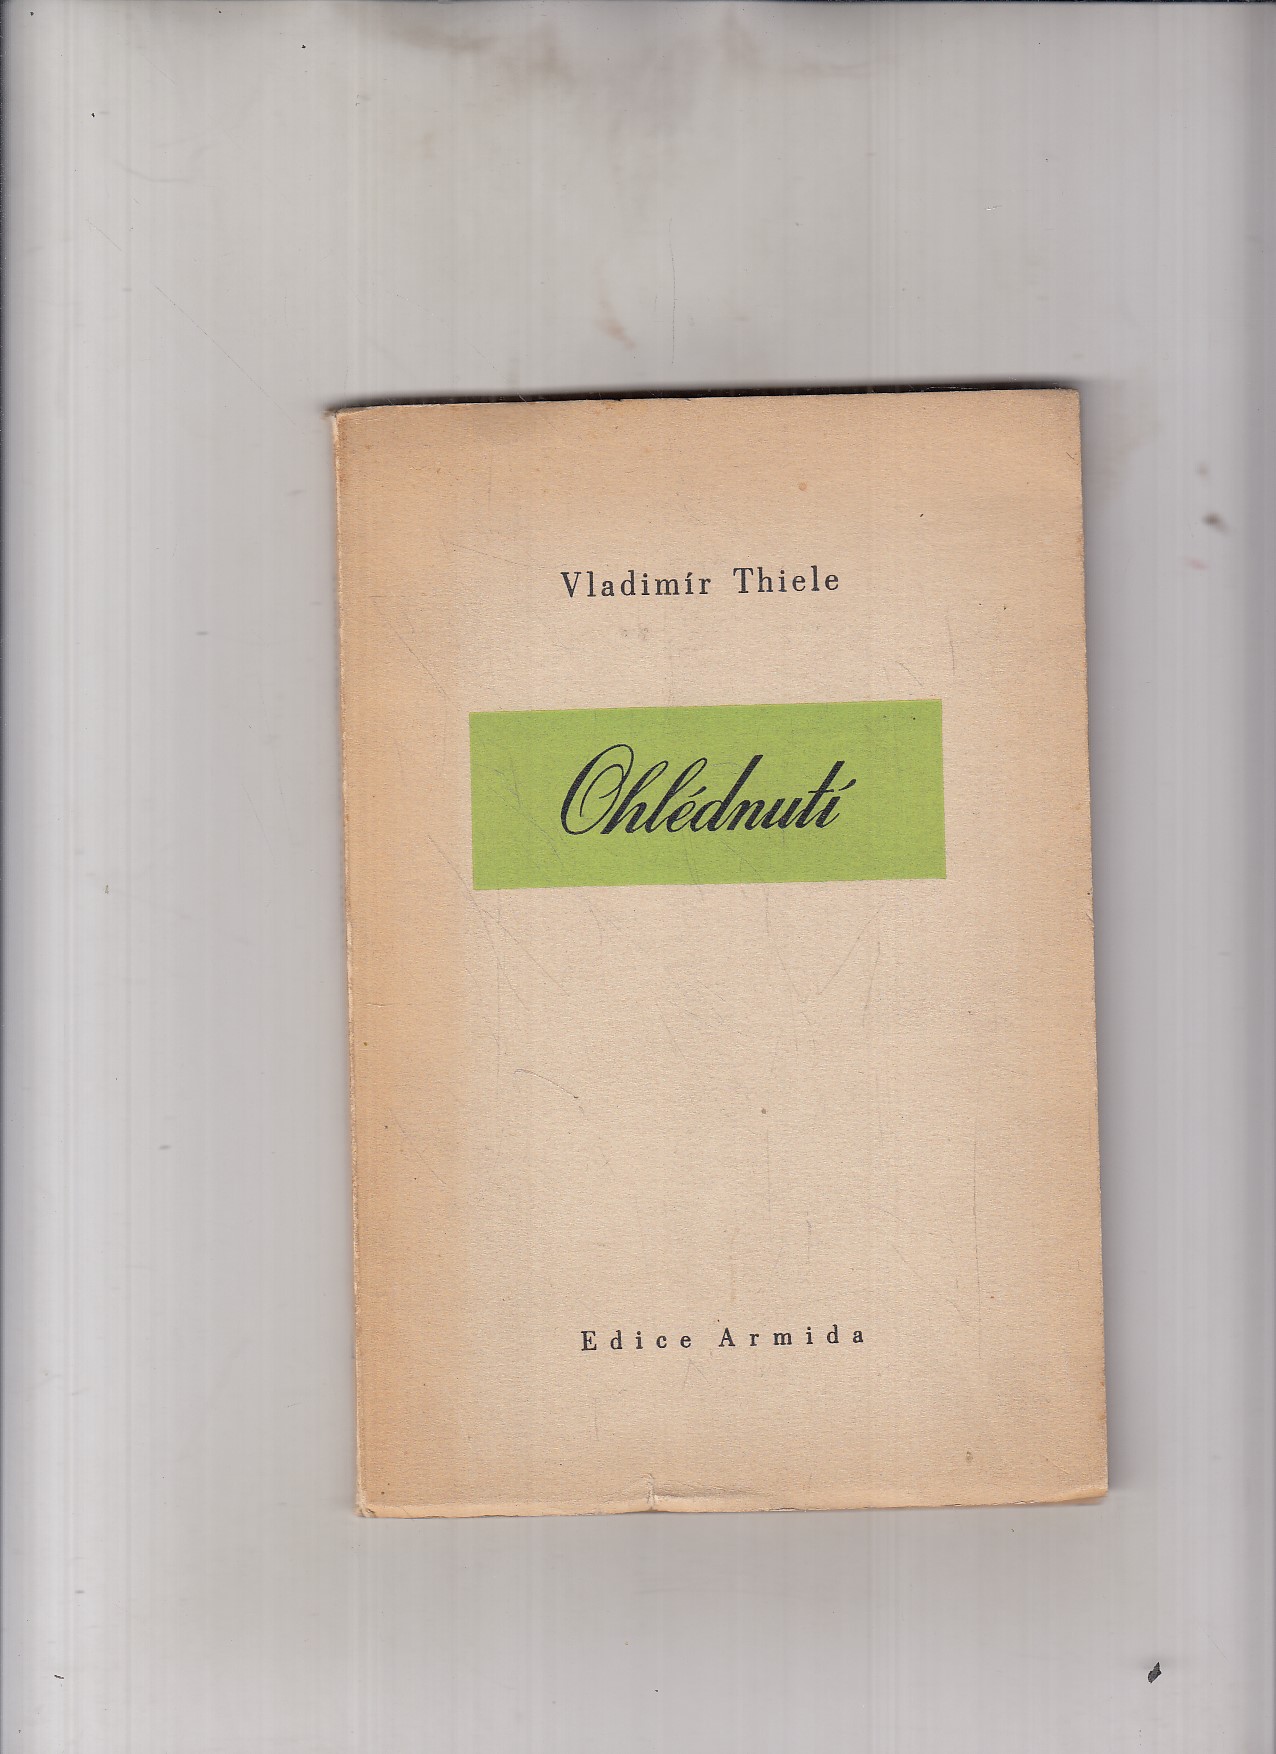 Vladimír Thiele
Ohlédnutí
Edice Armida